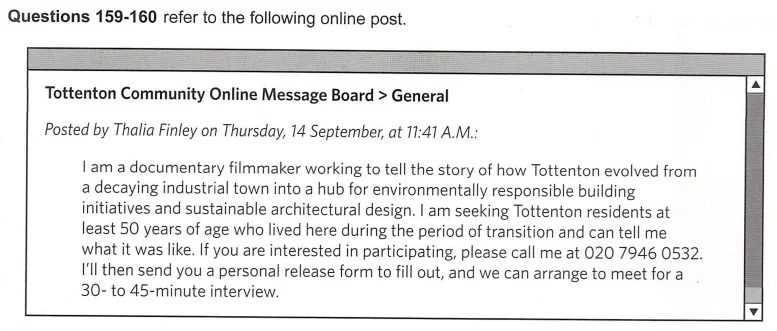 Questions 159-160 refer to the following online post.
Tottenton Community Online Message Board > General
Posted by Thalia Finley on Thursday, 14 September, at 11:41 A.M.:
I am a documentary filmmaker working to tell the story of how Tottenton evolved from
a decaying industrial town into a hub for environmentally responsible building
initiatives and sustainable architectural design. I am seeking Tottenton residents at
least 50 years of age who lived here during the period of transition and can tell me
what it was like. If you are interested in participating, please call me at 020 7946 0532.
I'll then send you a personal release form to fill out, and we can arrange to meet for a
30- to 45-minute interview.